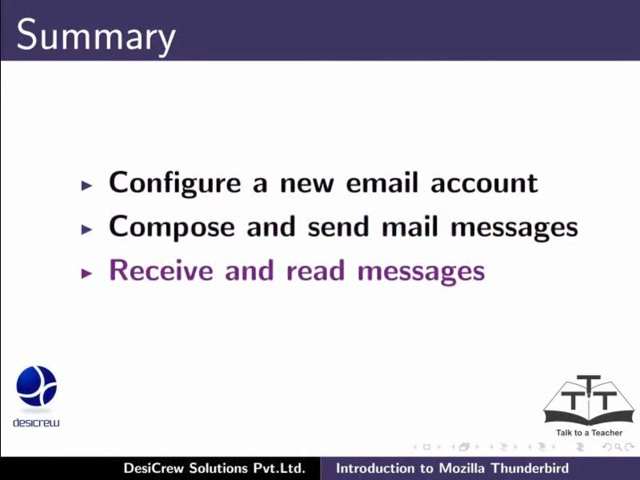 Summary
Configure a new email account
Compose and send mail messages
Receive and read messages
desicrew
T T T
Talk to a Teacher
DesiCrew Solutions Pvt.Ltd. Introduction to Mozilla Thunderbird